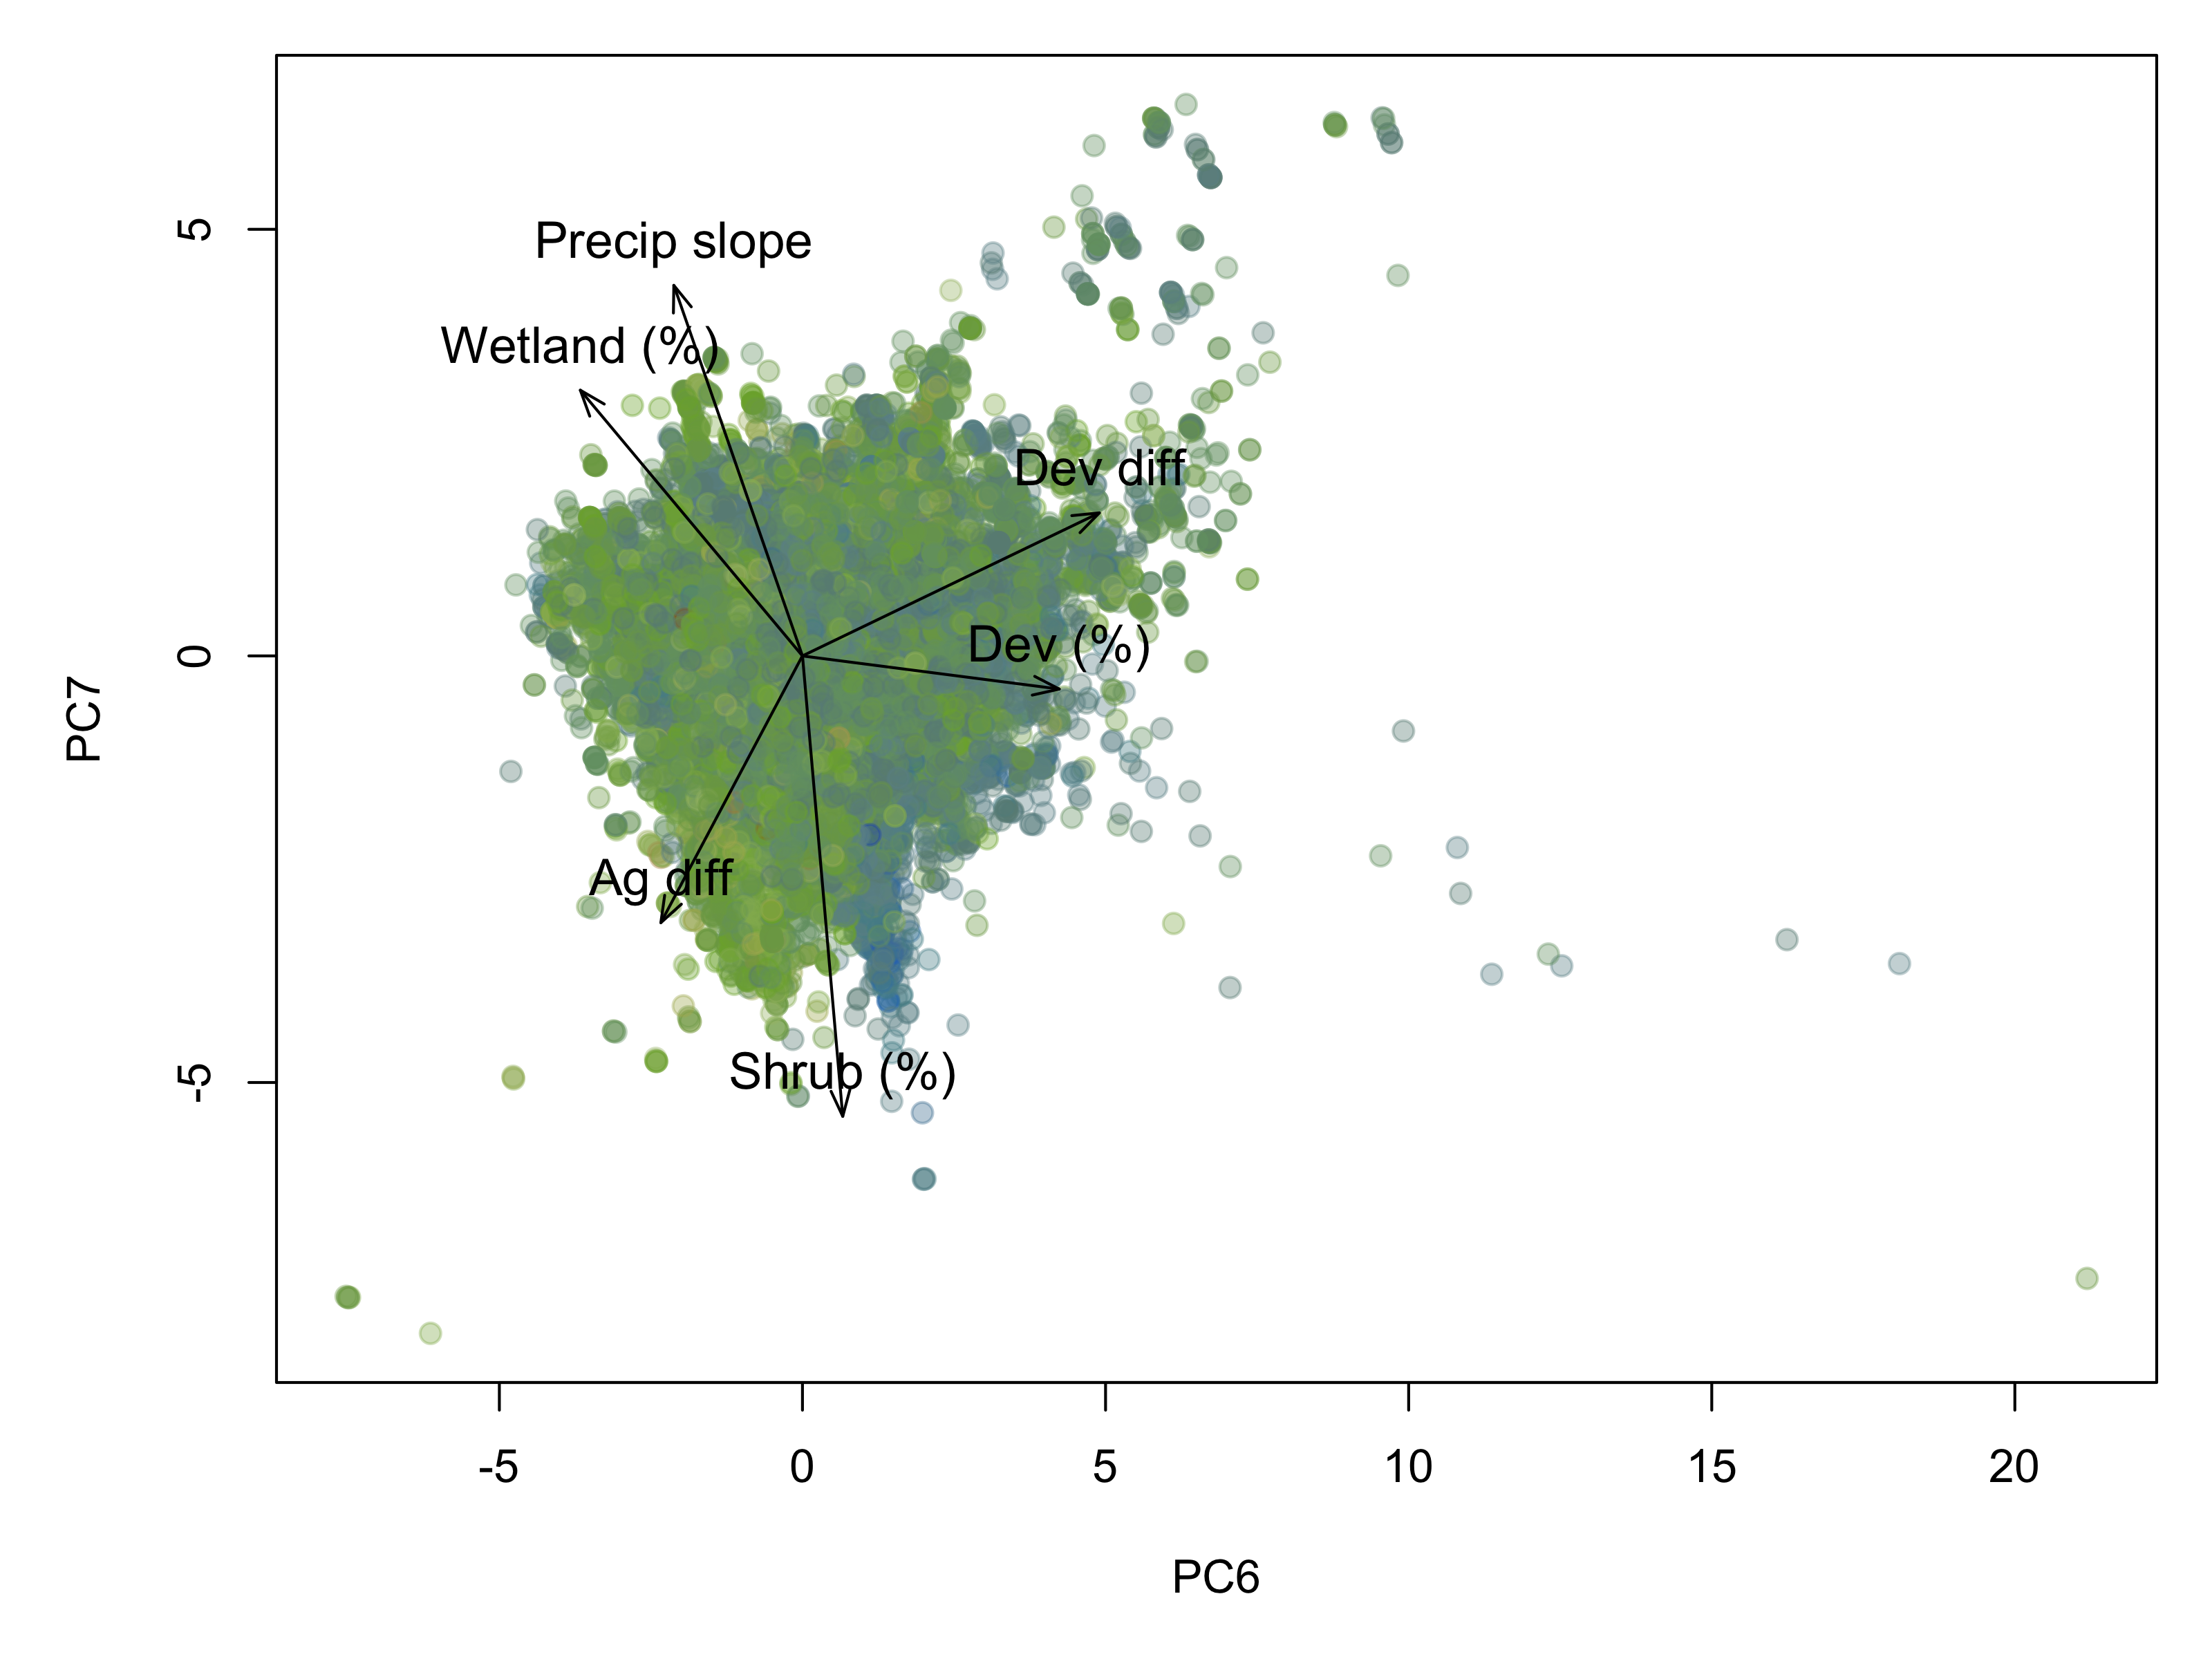 Precip slope
Wetland (%)
Dev diff
Dev (%)
Ag diff
Shrub (%)
5
0
-5
PC7
-5
0
5
10
15
20
PC6